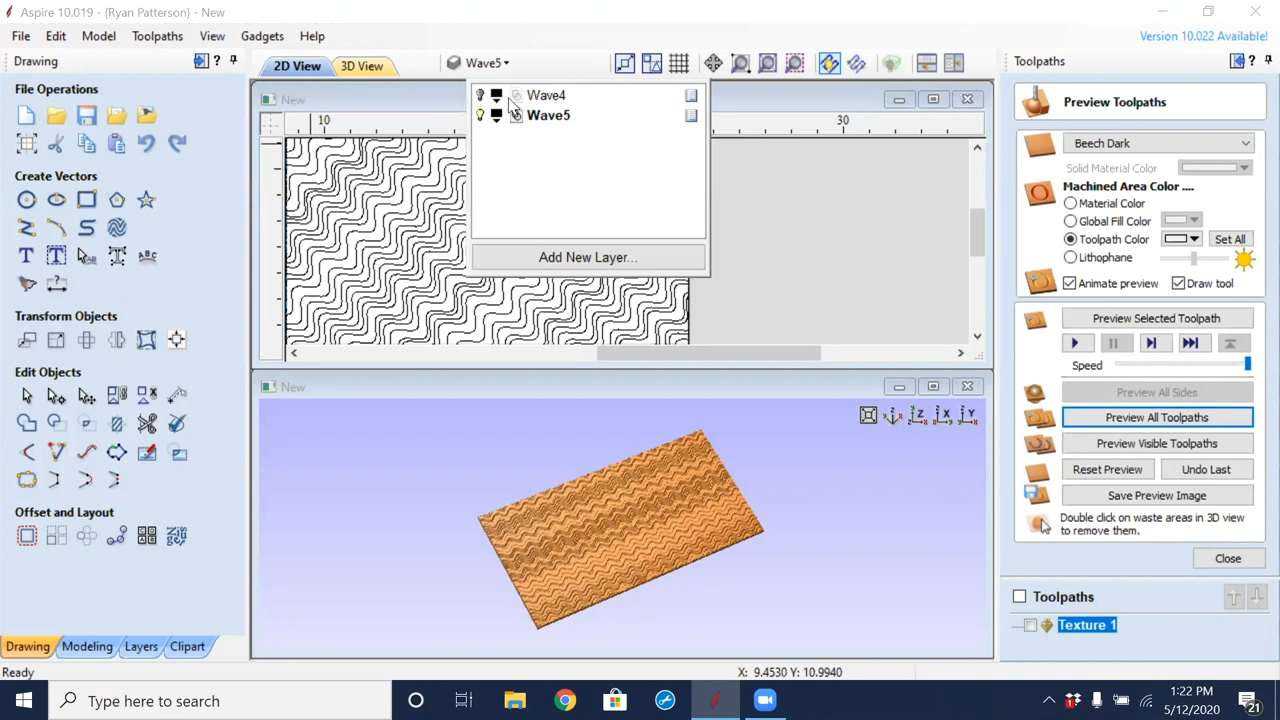 Aspire 10.019 - {Ryan Patterson} - New
File Edit Model Toolpaths View Gadgets Help
Version 10.022 Available!
Drawing
?
File Operations
Create Vectors
Transform Objects
Edit Objects
Offset and Layout
Drawing Modeling Layers Clipart
2D View 3D View
Wave5
Wave4
Wave5
Add New Layer...
New
10 30
New
Z Z X Y
Toolpaths
?
Preview Toolpaths
Beech Dark
Solid Material Color
Machined Area Color ....
Material Color
Global Fill Color
Toolpath Color Set All
Lithophane
Animate preview Draw tool
Preview Selected Toolpath
Speed
Preview All Sides
Preview All Toolpaths
Preview Visible Toolpaths
Reset Preview Undo Last
Save Preview Image
Double click on waste areas in 3D view
to remove them.
Close
Toolpaths
Texture 1
Ready X: 9.4530 Y: 10.9940
Type here to search
1:22 PM
5/12/2020
21